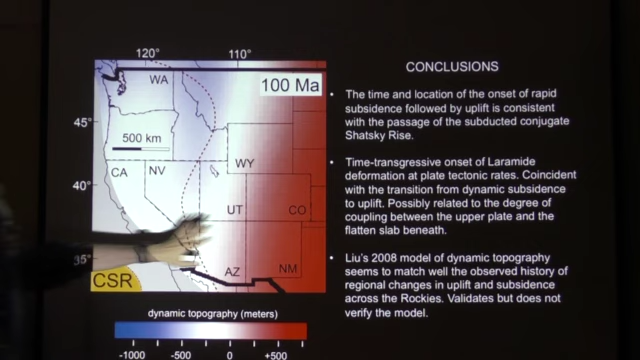 120° 110°
WA
100 Ma
45°
500 km
WY
CA NV
40°
UT CO
35°
AZ NM
CSR
dynamic topography (meters)
-1000 -500 0 +500
CONCLUSIONS
• The time and location of the onset of rapid
subsidence followed by uplift is consistent
with the passage of the subducted conjugate
Shatsky Rise.
• Time-transgressive onset of Laramide
deformation at plate tectonic rates. Coincident
with the transition from dynamic subsidence
to uplift. Possibly related to the degree of
coupling between the upper plate and the
flatten slab beneath.
• Liu's 2008 model of dynamic topography
seems to match well the observed history of
regional changes in uplift and subsidence
across the Rockies. Validates but does not
verify the model.